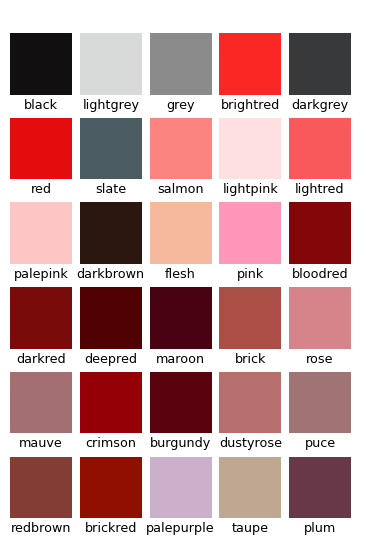 black lightgrey grey brightred darkgrey
red slate salmon lightpink lightred
palepink darkbrown flesh pink bloodred
darkred deepred maroon brick rose
mauve crimson burgundy dustyrose puce
redbrown brickred palepurple taupe plum